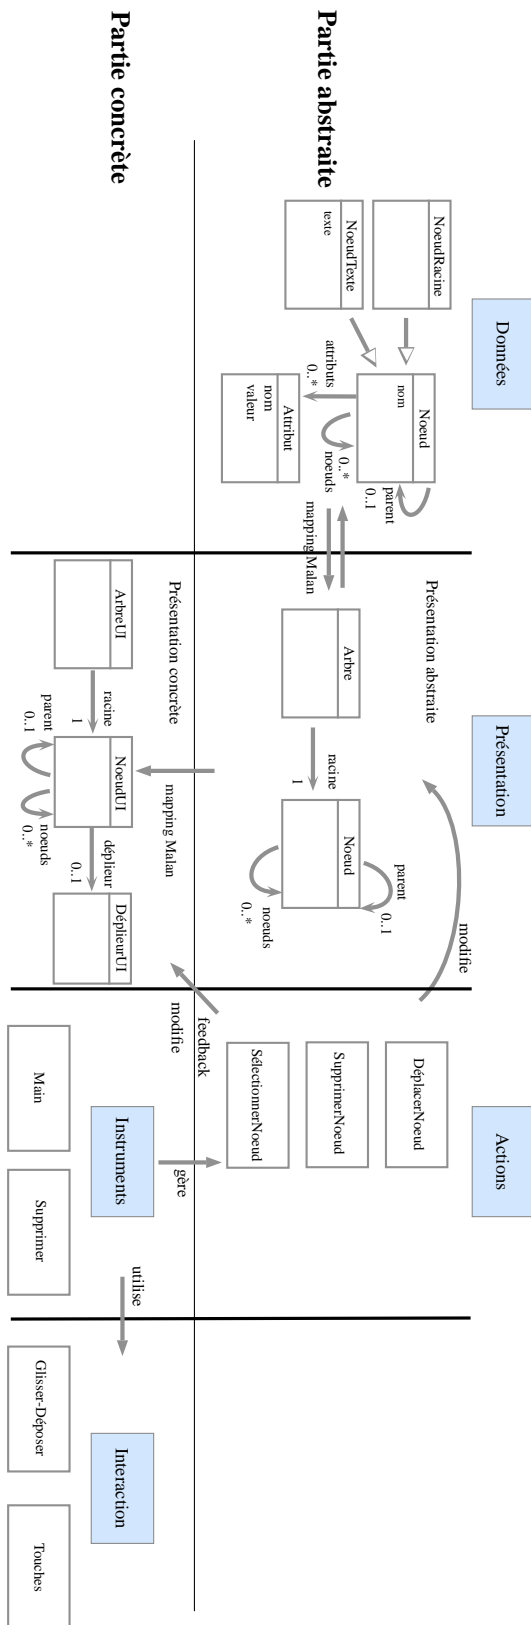 Données
Présentation
Actions
Partie abstraite
NoeudRacine
NoeudTexte
texte
Noeud
nom
parent
0..1
0..*
noeuds
attributs
0..*
Attribut
nom
valeur
mapping Malan
Présentation abstraite
Arbre
racine
1
Noeud
parent
0..1
noeuds
0..*
modifie
DéplacerNoeud
SupprimerNoeud
SélectionnerNoeud
Partie concrète
Présentation concrète
mapping Malan
ArbreUI
racine
1
NoeudUI
parent
0..1
noeuds
0..*
déplieur
0..1
DéplieurUI
feedback
modifie
gère
Instruments
Main
Supprimer
utilise
Interaction
Glisser-Déposer
Touches